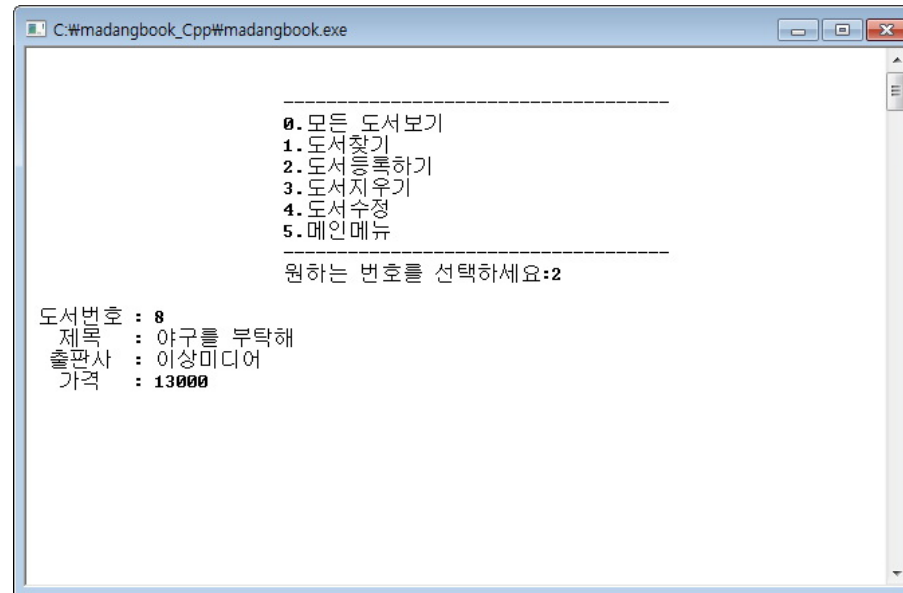 C:₩madangbook_Cpp₩madangbook.exe
------------------------------------
0.모든 도서보기
1.도서찾기
2.도서등록하기
3.도서지우기
4.도서수정
5.메인메뉴
------------------------------------
원하는 번호를 선택하세요:2
도서번호 : 8
제목 : 야구를 부탁해
출판사 : 이상미디어
가격 : 13000